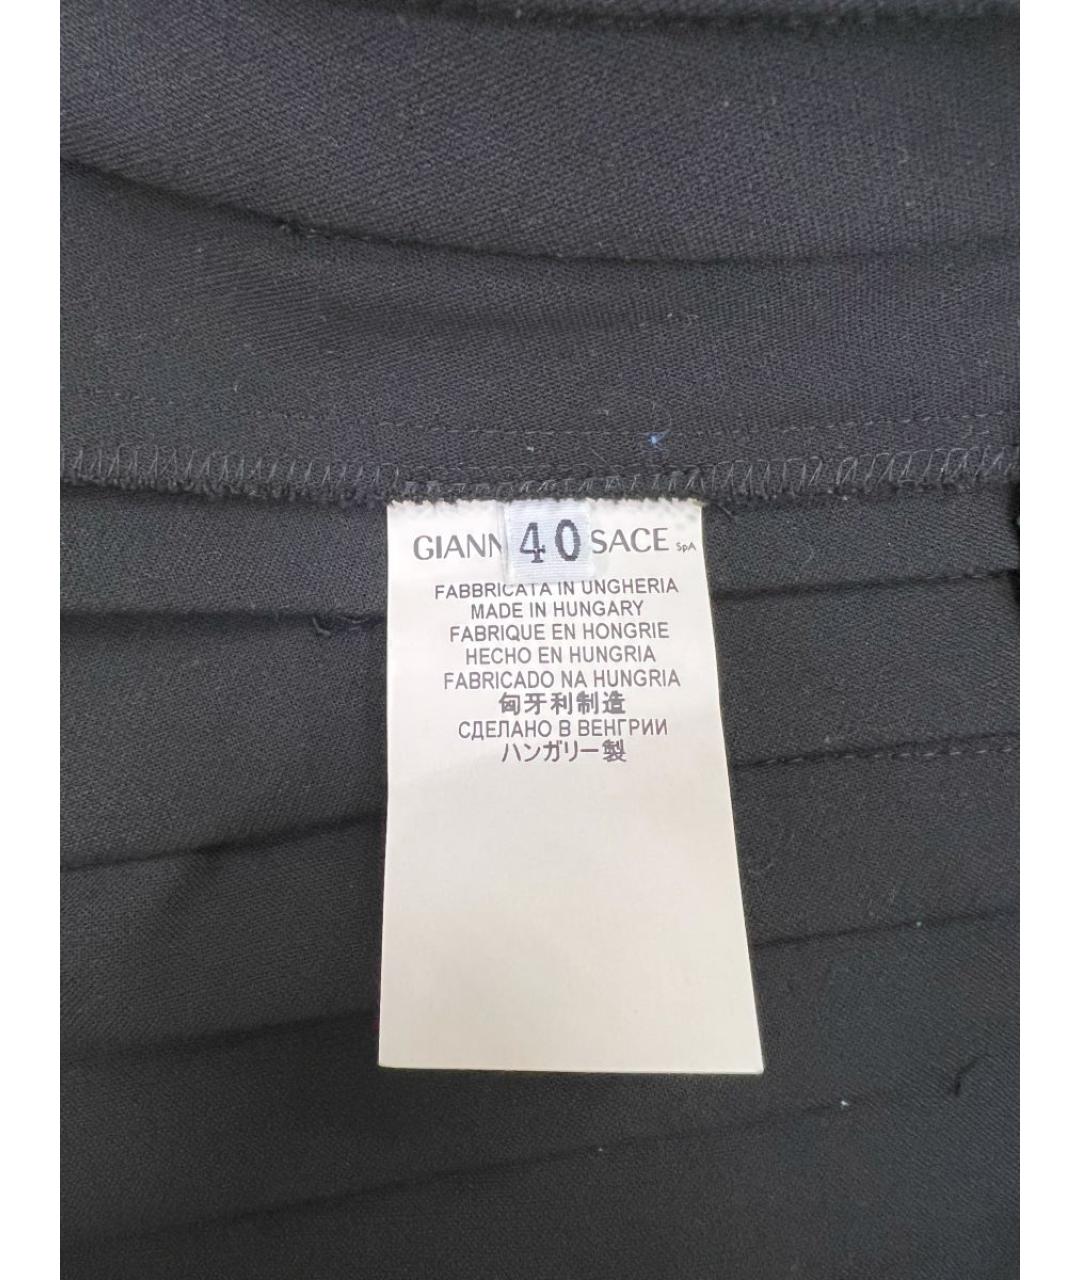 GIANN 40 SACE SpA
FABBRICATA IN UNGHERIA
MADE IN HUNGARY
FABRIQUE EN HONGRIE
HECHO EN HUNGRIA
FABRICADO NA HUNGRIA
匈牙利制造
СДЕЛАНО В ВЕНГРИИ
ハンガリー製